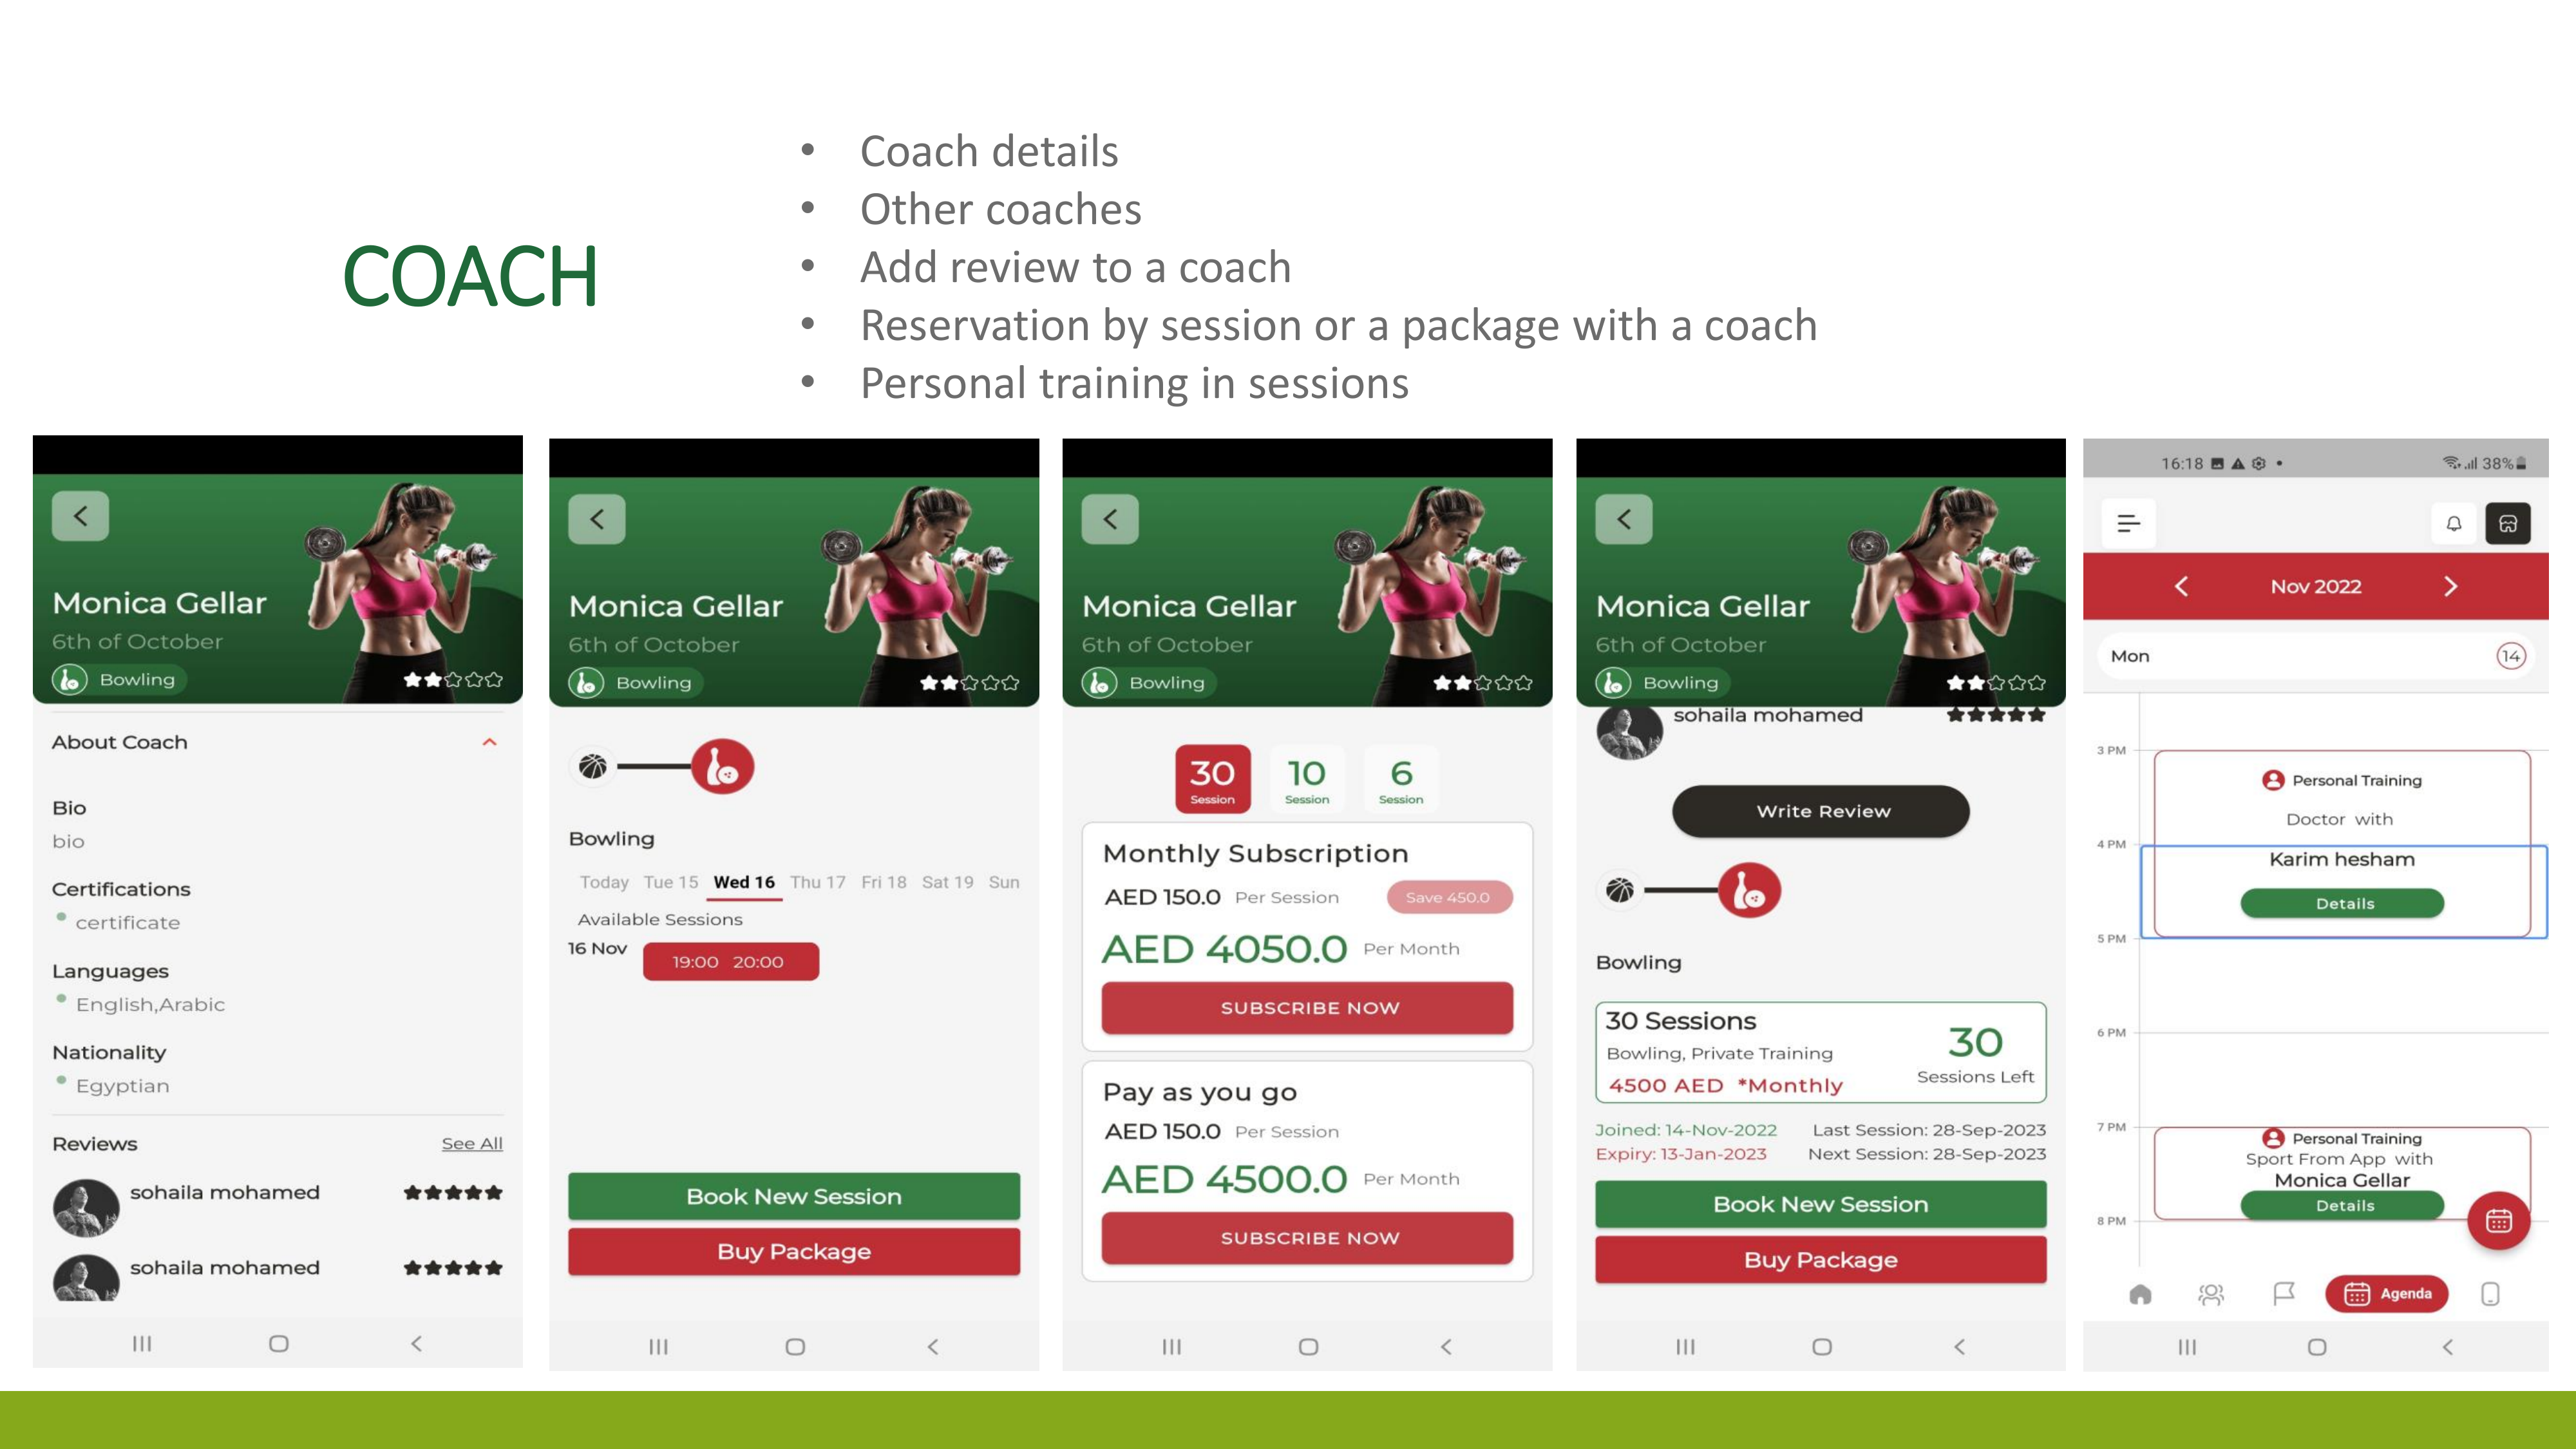 COACH
• Coach details
• Other coaches
• Add review to a coach
• Reservation by session or a package with a coach
• Personal training in sessions
Monica Gellar
6th of October
Bowling
About Coach
Bio
bio
Certifications
certificate
Languages
English,Arabic
Nationality
Egyptian
Reviews See All
sohaila mohamed
sohaila mohamed
Monica Gellar
6th of October
Bowling
Bowling
Today Tue 15 Wed 16 Thu 17 Fri 18 Sat 19 Sun
Available Sessions
16 Nov 19:00 20:00
Book New Session
Buy Package
Monica Gellar
6th of October
Bowling
30 10 6
Session Session Session
Monthly Subscription
AED 150.0 Per Session Save 450.0
AED 4050.0 Per Month
SUBSCRIBE NOW
Pay as you go
AED 150.0 Per Session
AED 4500.0 Per Month
SUBSCRIBE NOW
Monica Gellar
6th of October
Bowling
sohaila mohamed
Write Review
Bowling
30 Sessions 30
Bowling, Private Training
4500 AED *Monthly Sessions Left
Joined: 14-Nov-2022 Last Session: 28-Sep-2023
Expiry: 13-Jan-2023 Next Session: 28-Sep-2023
Book New Session
Buy Package
16:18 38%
Nov 2022
Mon 14
3 PM
Personal Training
Doctor with
4 PM
Karim hesham
Details
5 PM
6 PM
7 PM
Personal Training
Sport From App with
Monica Gellar
Details
8 PM
Agenda